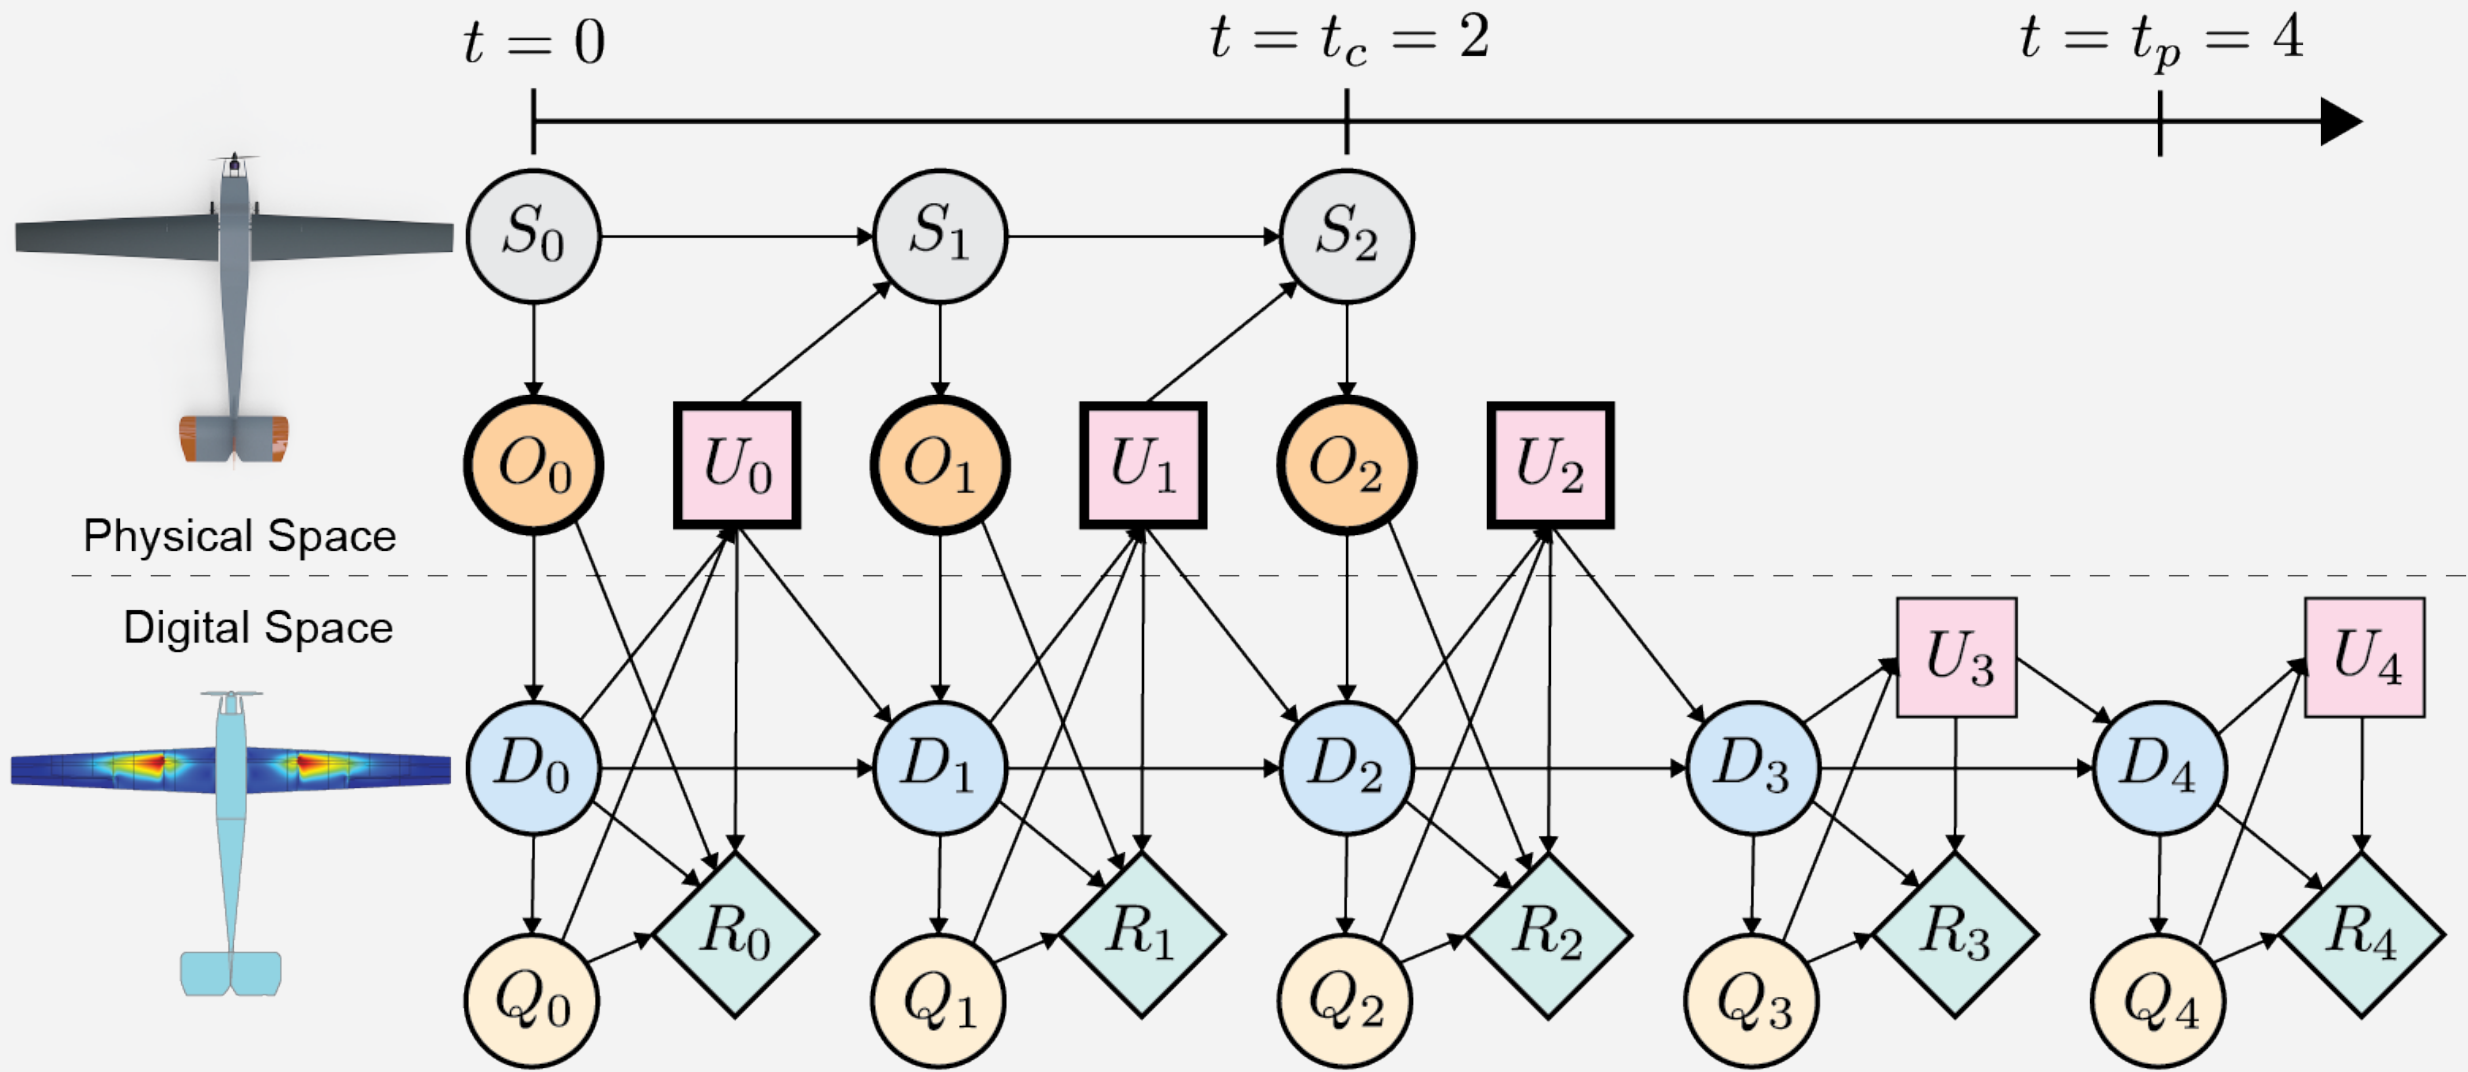 t = 0
t = t_c = 2
t = t_p = 4
S_0
S_1
S_2
O_0
U_0
O_1
U_1
O_2
U_2
Physical Space
Digital Space
U_3
U_4
D_0
D_1
D_2
D_3
D_4
R_0
R_1
R_2
R_3
R_4
Q_0
Q_1
Q_2
Q_3
Q_4